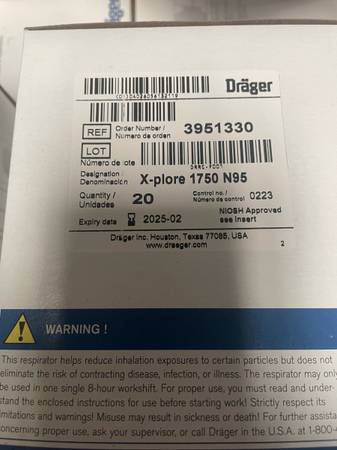 Dräger
(01)04026056132119
REF Order Number / Número de orden 3951330
LOT
Número de lote
DRRC-F007
Designation / Denominación X-plore 1750 N95
Quantity / Unidades 20 Control no. / Número de control 0223
Expiry date 2025-02 NIOSH Approved see Insert
Dräger Inc. Houston, Texas 77085, USA
www.draeger.com
2
WARNING !
This respirator helps reduce inhalation exposures to certain particles but does not
eliminate the risk of contracting disease, infection, or illness. The respirator may only
be used in one single 8-hour workshift. For proper use, you must read and under-
stand the enclosed instructions for use before starting work! Strictly respect its
limitations and warnings! Misuse may result in sickness or death! For further
concerning proper use, ask your supervisor, or call Dräger in the U.S.A. at 1-800-